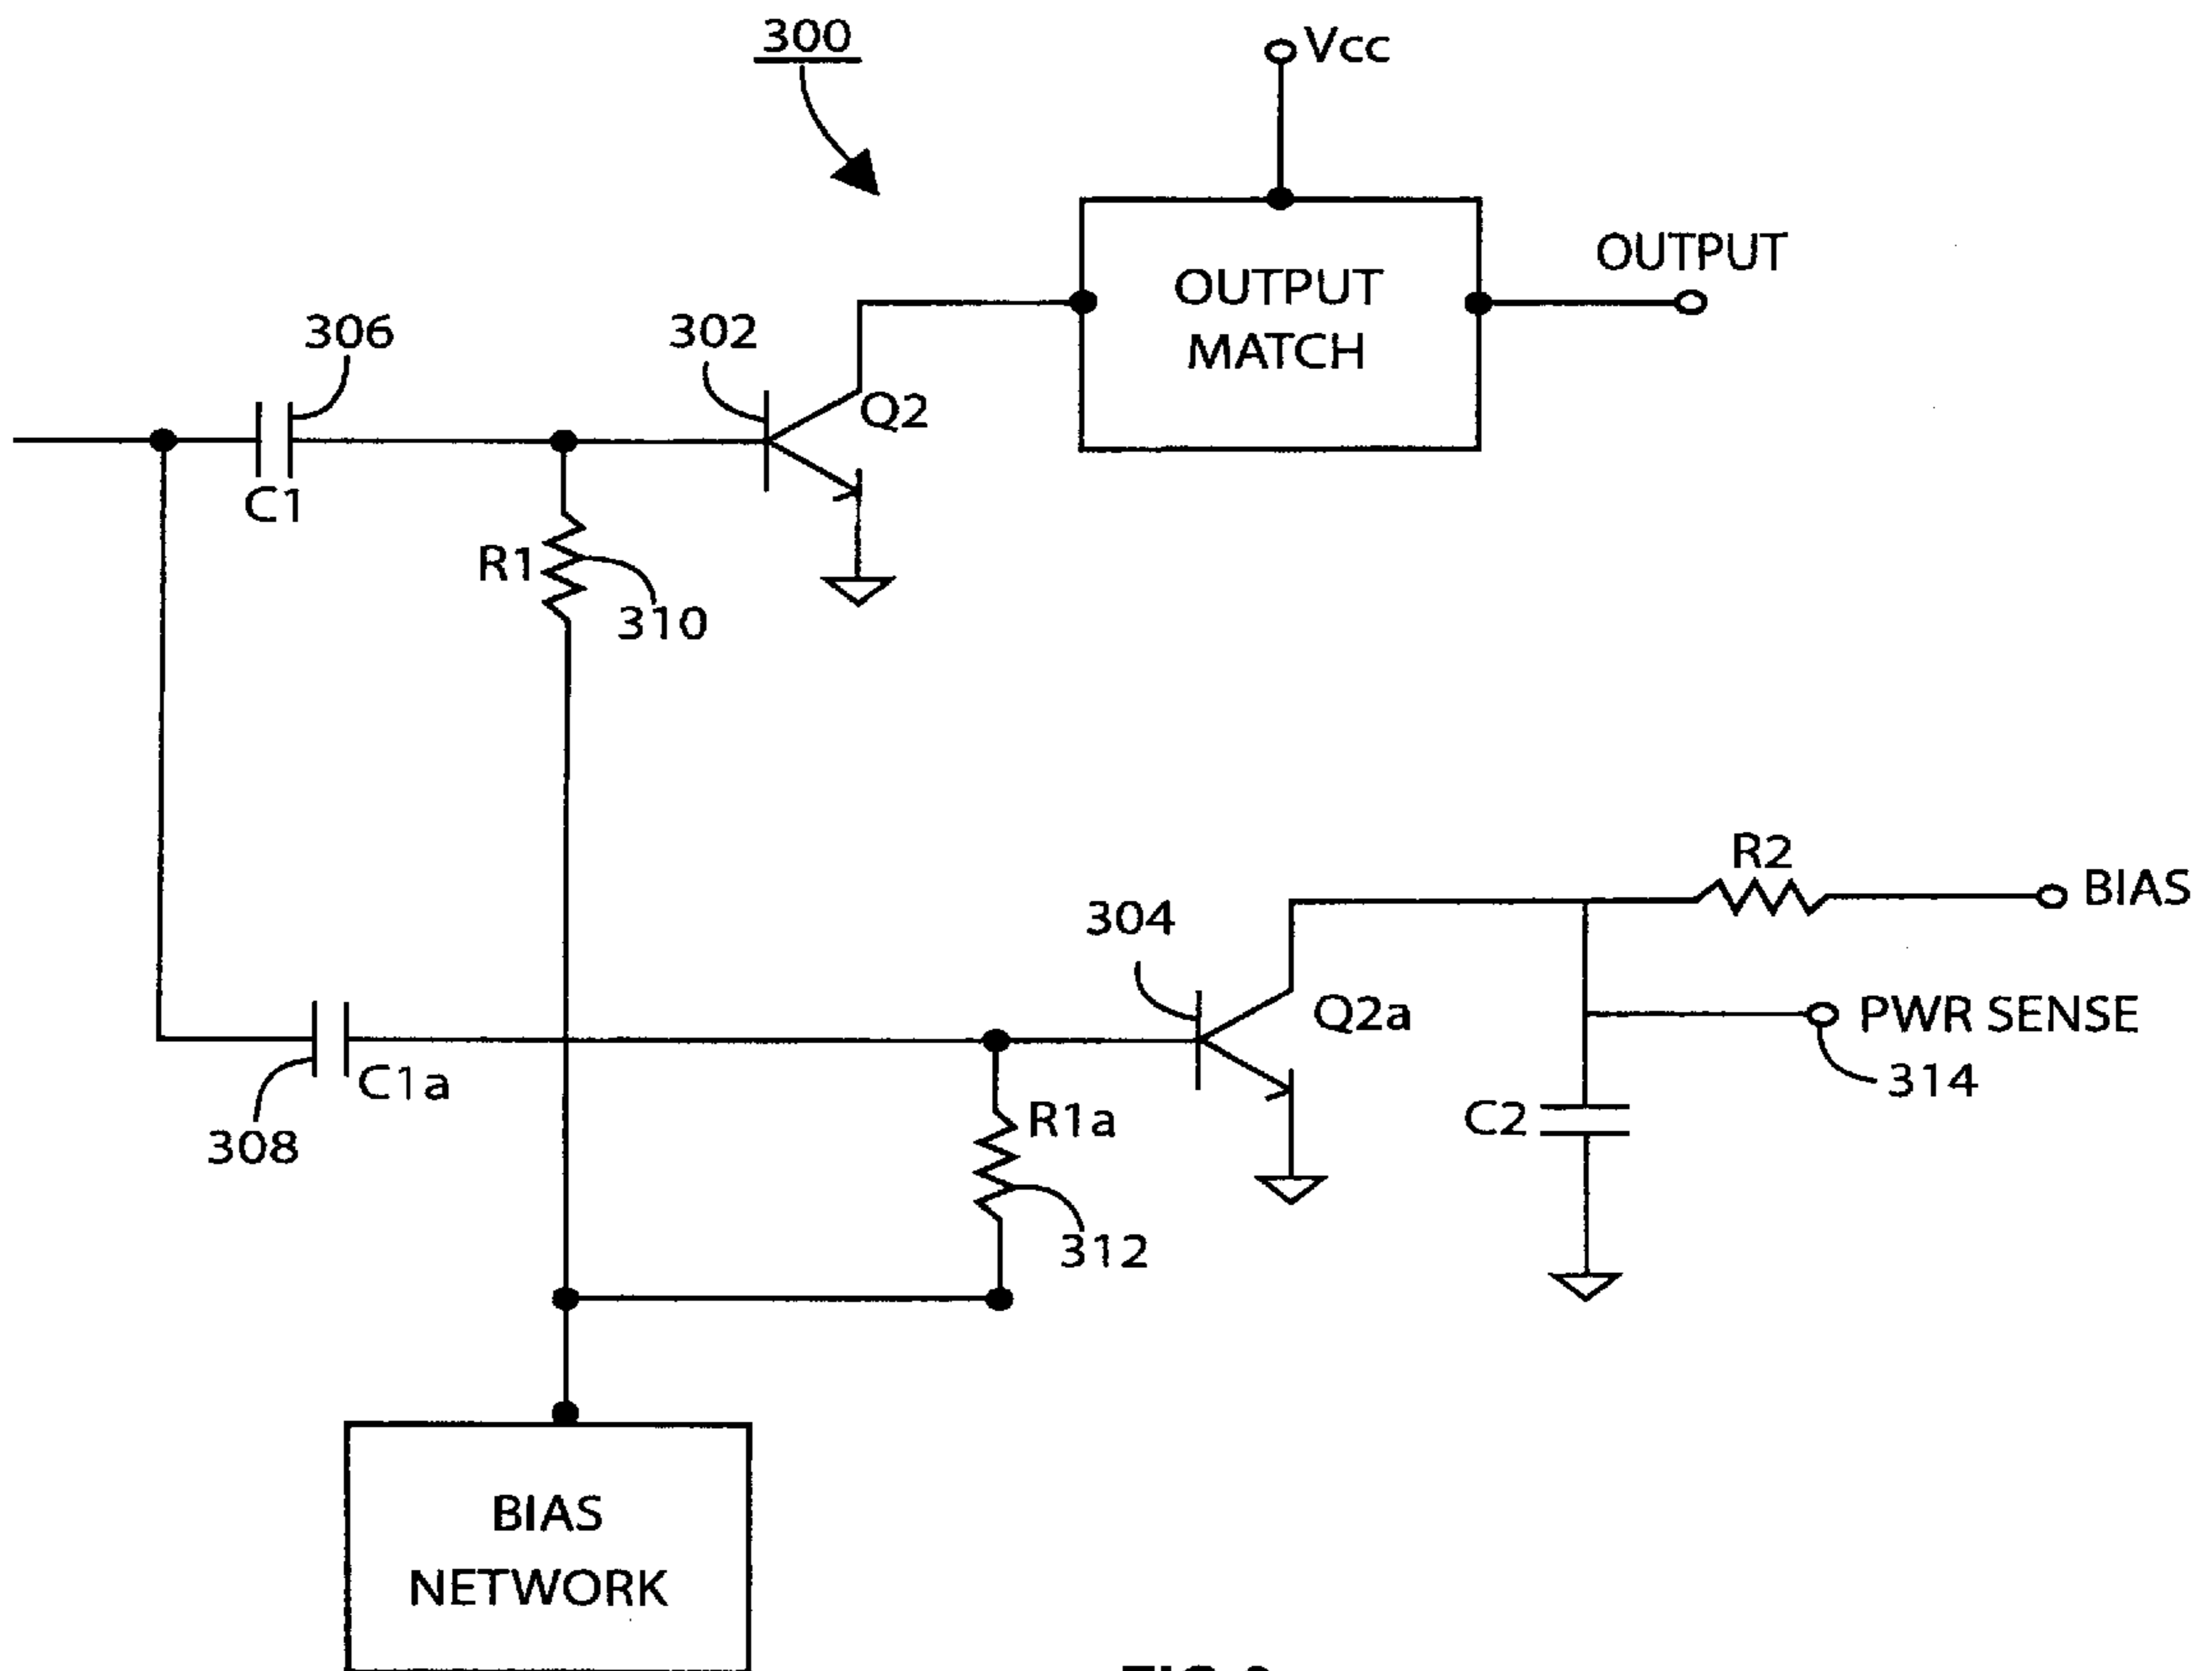 300
Vcc
OUTPUT
OUTPUT
MATCH
306
302
Q2
C1
R1
310
R2
BIAS
304
Q2a
PWR SENSE
314
C1a
308
R1a
C2
312
BIAS
NETWORK